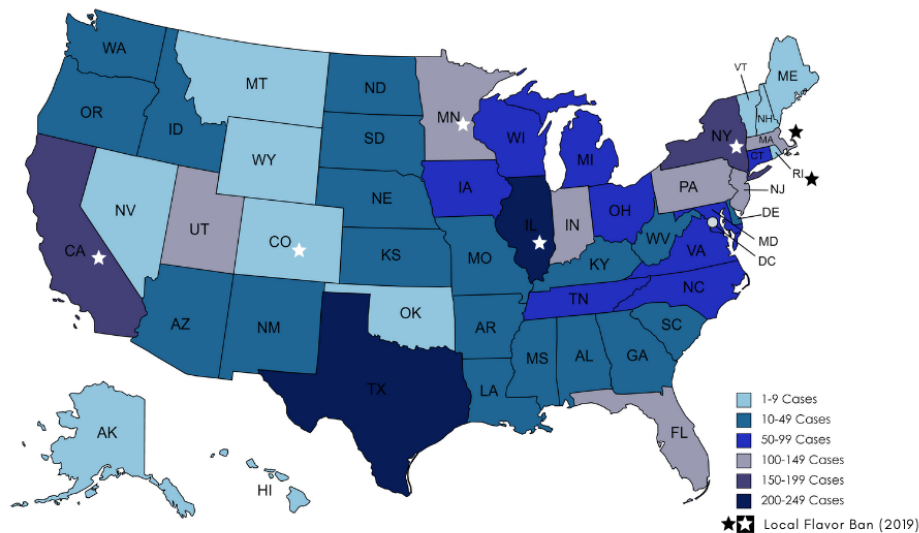 WA
MT
ND
MN
VT
ME
OR
ID
SD
WI
MI
NY
NH
MA
CT
RI
WY
NE
IA
PA
NJ
NV
UT
CO
IL
IN
OH
DE
MD
DC
CA
KS
MO
KY
WV
VA
TN
NC
AZ
NM
OK
AR
SC
TX
LA
MS
AL
GA
FL
AK
HI
1-9 Cases
10-49 Cases
50-99 Cases
100-149 Cases
150-199 Cases
200-249 Cases
Local Flavor Ban (2019)